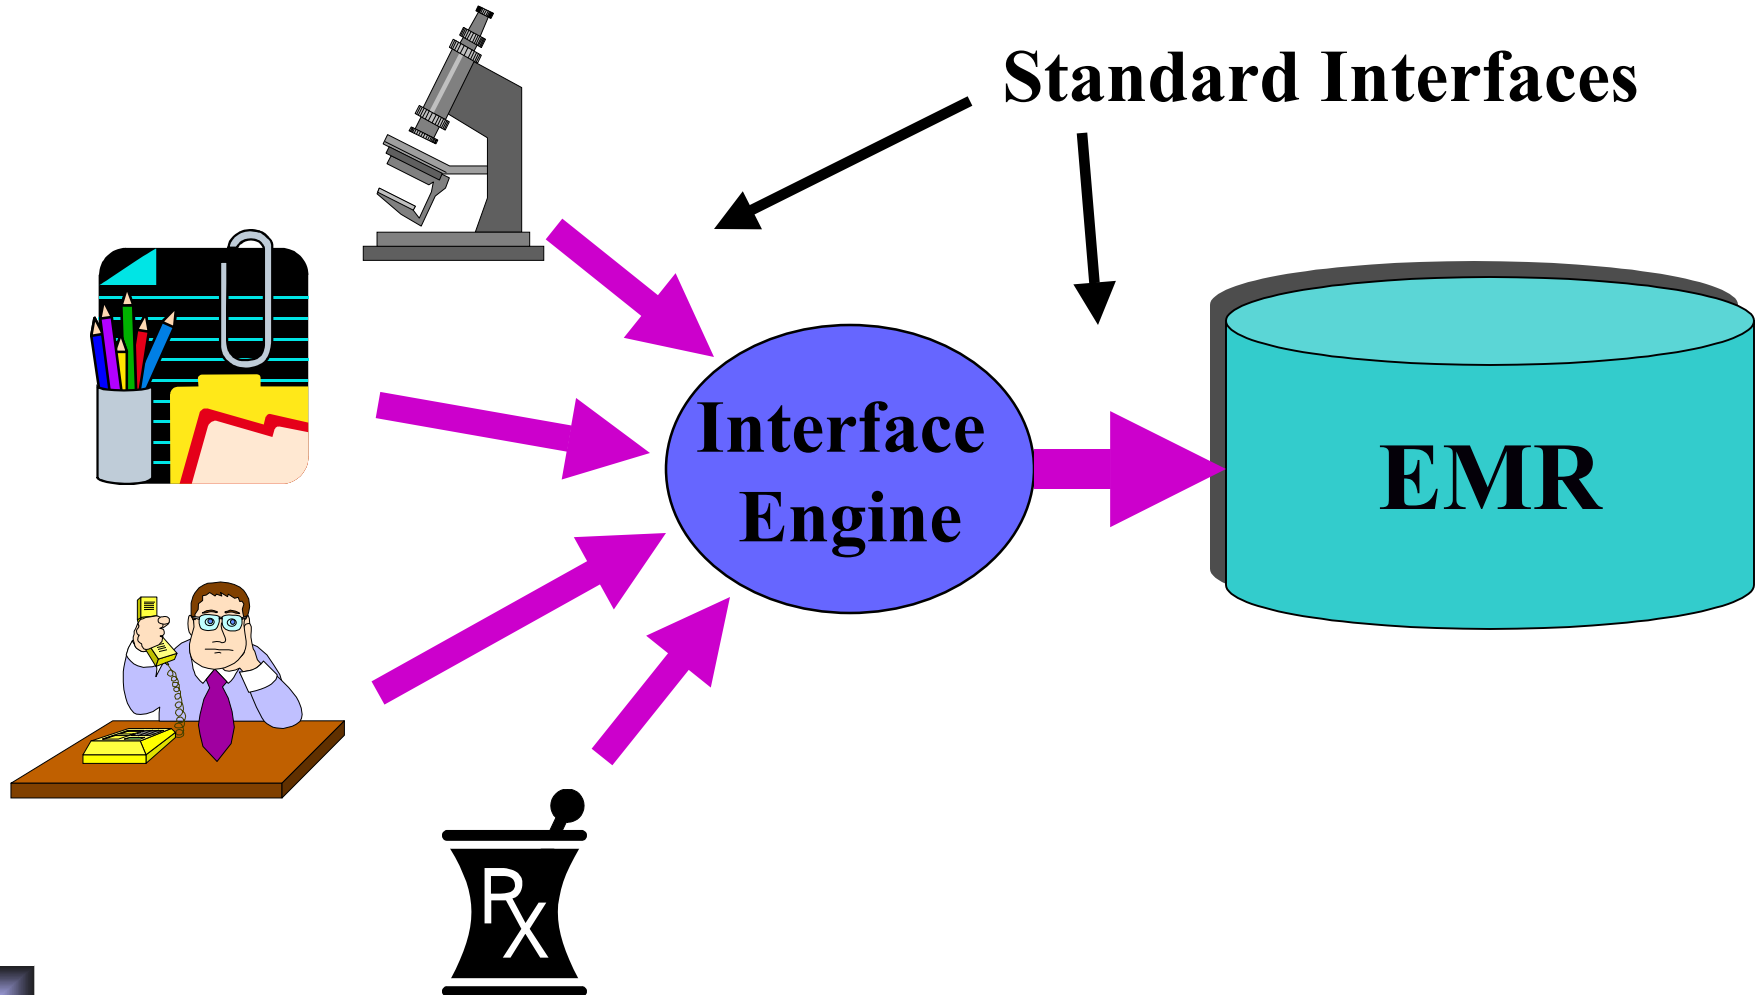 Standard Interfaces
Interface
Engine
EMR
Rx